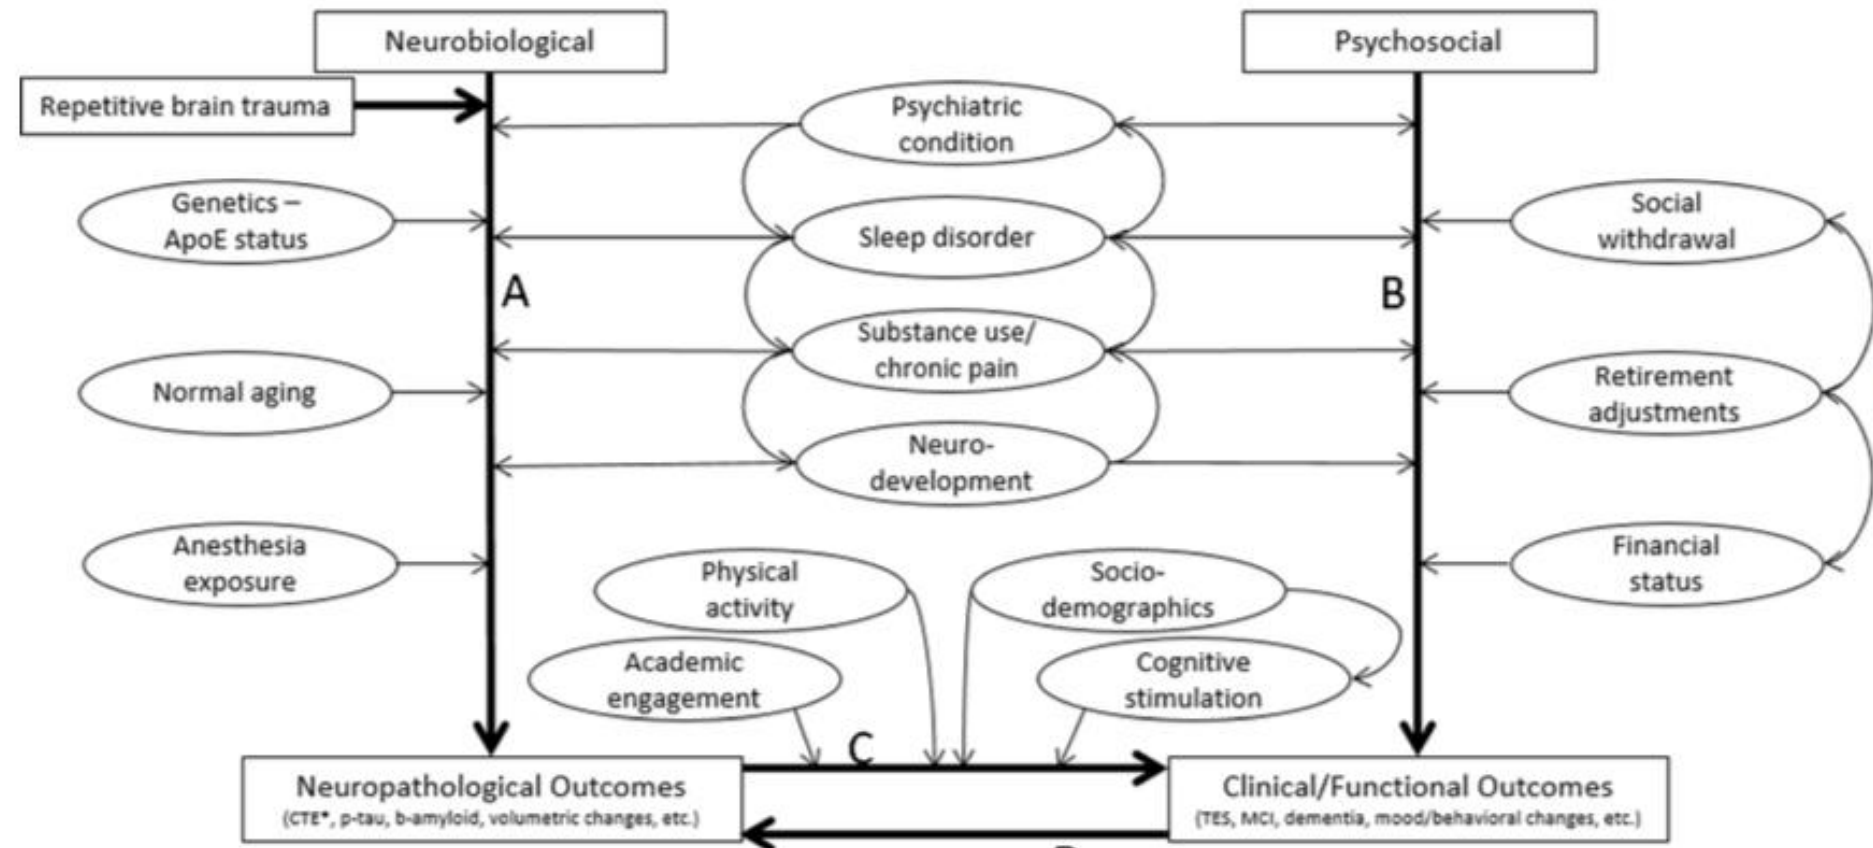 Neurobiological
Psychosocial
Repetitive brain trauma
Psychiatric
condition
Genetics –
ApoE status
Social
withdrawal
Sleep disorder
A
B
Substance use/
chronic pain
Normal aging
Retirement
adjustments
Neuro-
development
Anesthesia
exposure
Physical
activity
Socio-
demographics
Financial
status
Academic
engagement
Cognitive
stimulation
C
Neuropathological Outcomes
(CTE*, p-tau, b-amyloid, volumetric changes, etc.)
Clinical/Functional Outcomes
(TES, MCI, dementia, mood/behavioral changes, etc.)